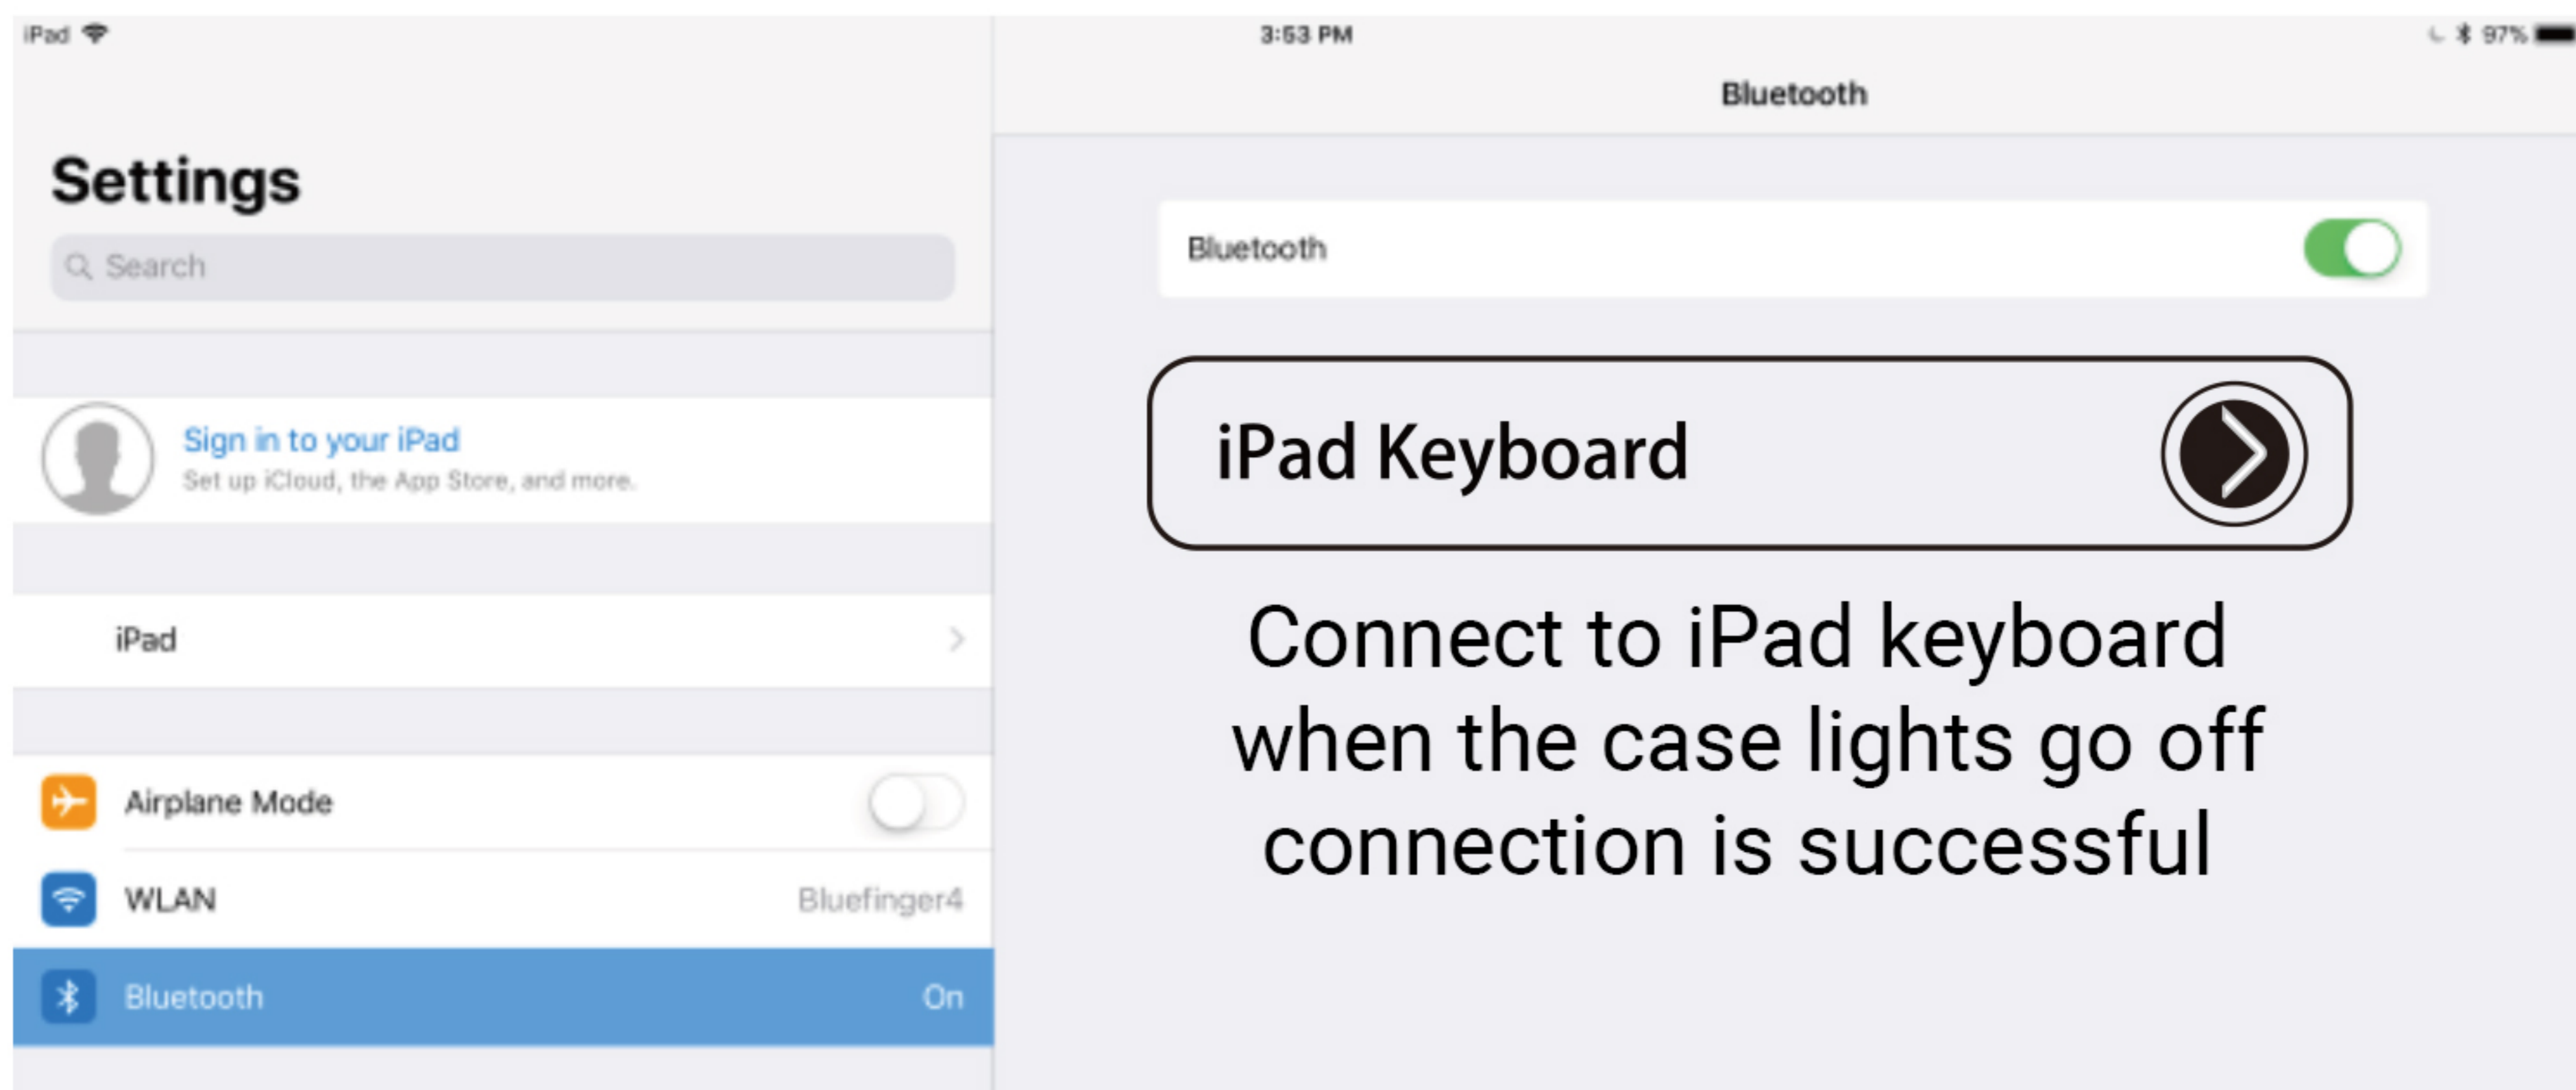 iPad
3:53 PM
97%
Bluetooth
Settings
Search
Sign in to your iPad
Set up iCloud, the App Store, and more.
iPad
Airplane Mode
WLAN Bluefinger4
Bluetooth On
Bluetooth
iPad Keyboard
Connect to iPad keyboard
when the case lights go off
connection is successful